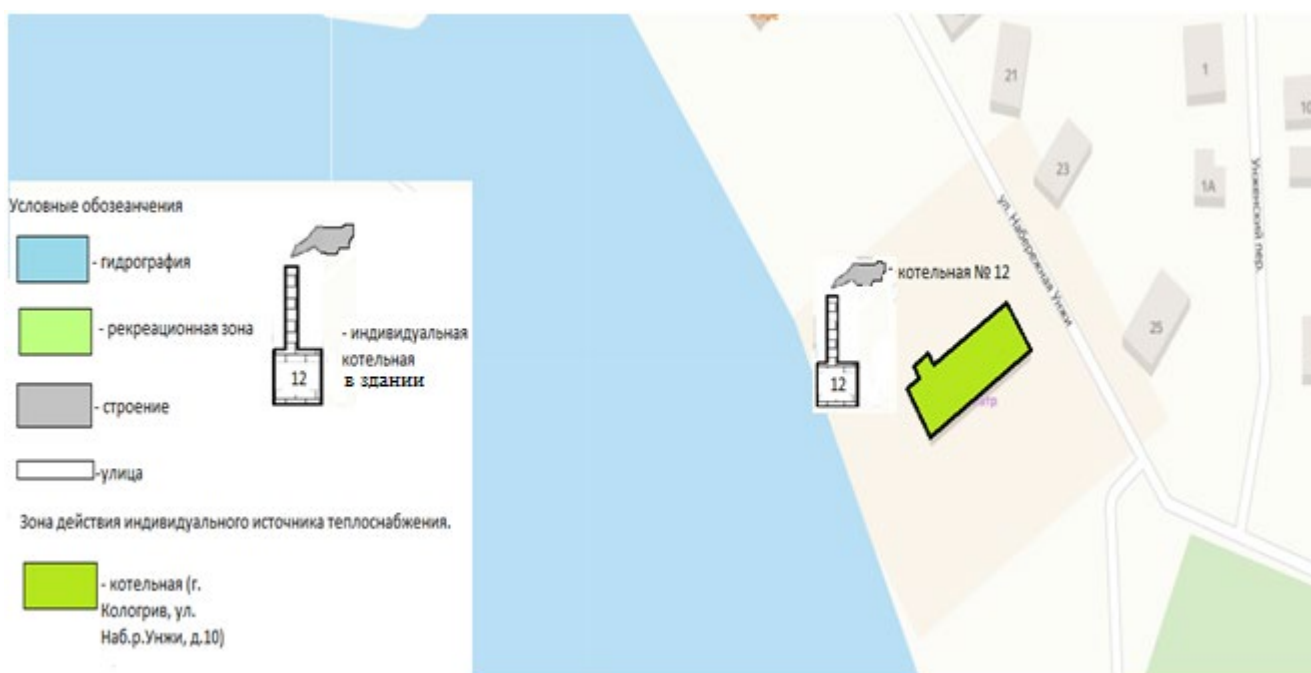 21
1
10
23
1А
Унженский пер.
ул. Набережная Унжи
25
Условные обозеанчения
- гидрография
- рекреационная зона
- строение
-улица
12
- индивидуальная
котельная
в здании
- котельная № 12
12
Зона действия индивидуального источника теплоснабжения.
- котельная (г.
Кологрив, ул.
Наб.р.Унжи, д.10)